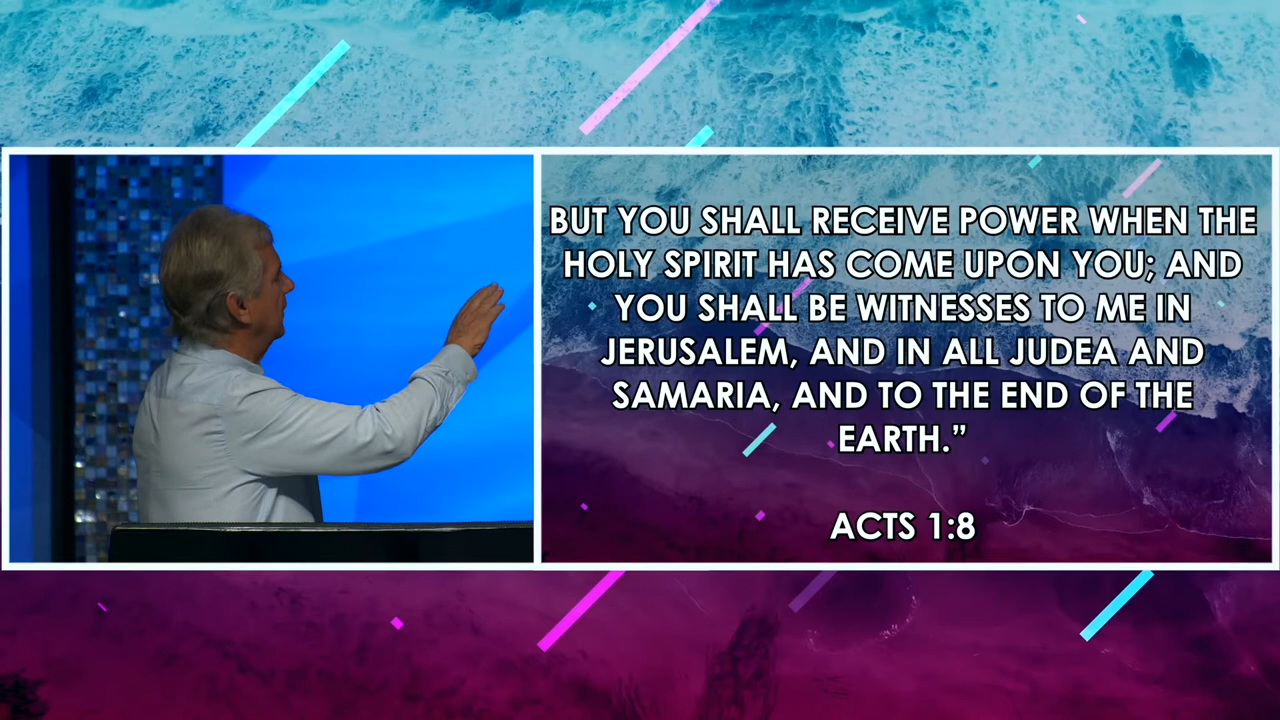 BUT YOU SHALL RECEIVE POWER WHEN THE
HOLY SPIRIT HAS COME UPON YOU; AND
YOU SHALL BE WITNESSES TO ME IN
JERUSALEM, AND IN ALL JUDEA AND
SAMARIA, AND TO THE END OF THE
EARTH.”
ACTS 1:8